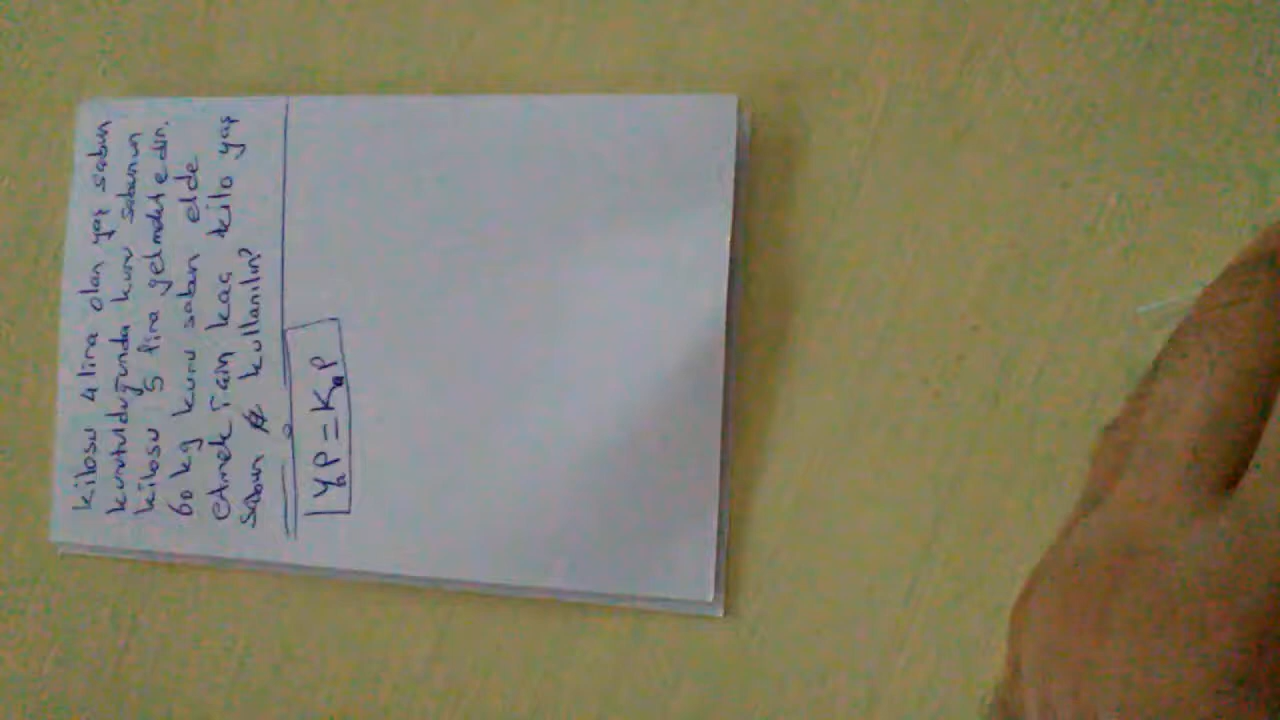 kilosu 4 lira olan yaş sabun
kurutulduğunda kuru sabunun
kilosu 5 lira gelmektedir.
60 kg kuru sabun elde
etmek için kaç kilo yaş
sabun kullanılır?
Y.P = K.P